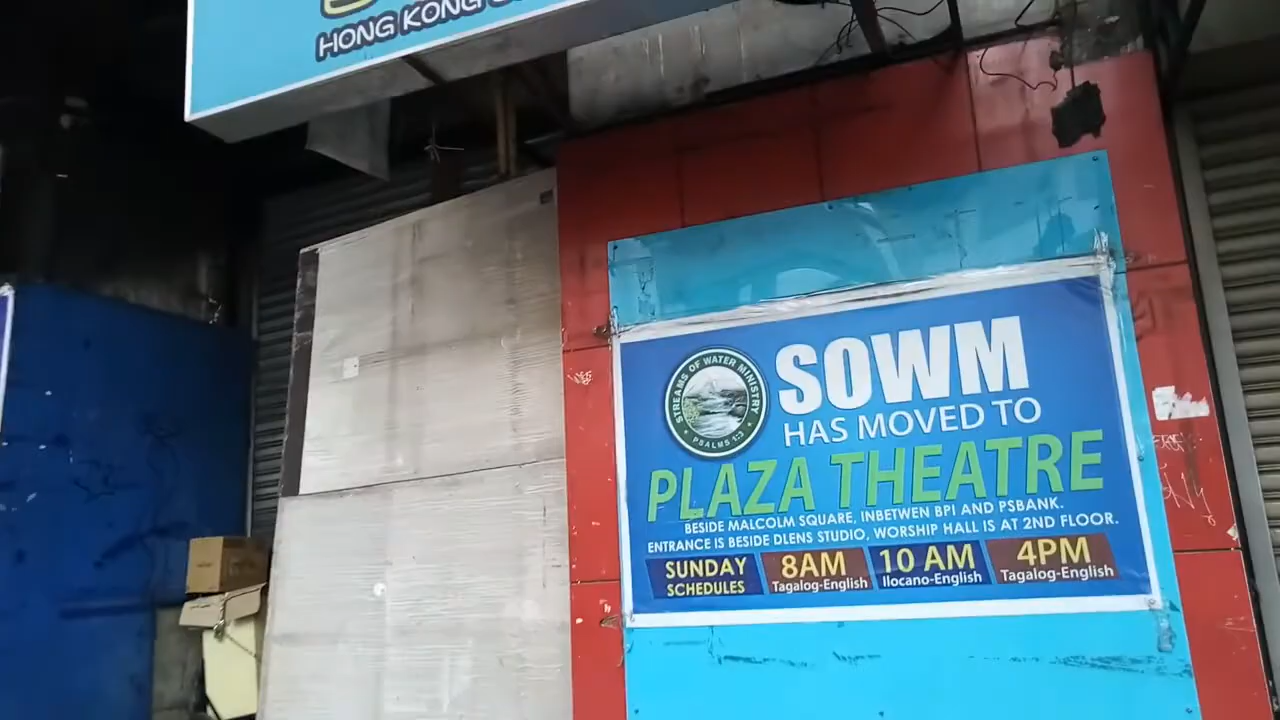 HONG KONG
STREAMS OF WATER MINISTRY
PSALMS 1:3
SOWM
HAS MOVED TO
PLAZA THEATRE
BESIDE MALCOLM SQUARE, INBETWEN BPI AND PSBANK.
ENTRANCE IS BESIDE DLENS STUDIO, WORSHIP HALL IS AT 2ND FLOOR.
SUNDAY SCHEDULES
8AM
Tagalog-English
10 AM
Ilocano-English
4PM
Tagalog-English